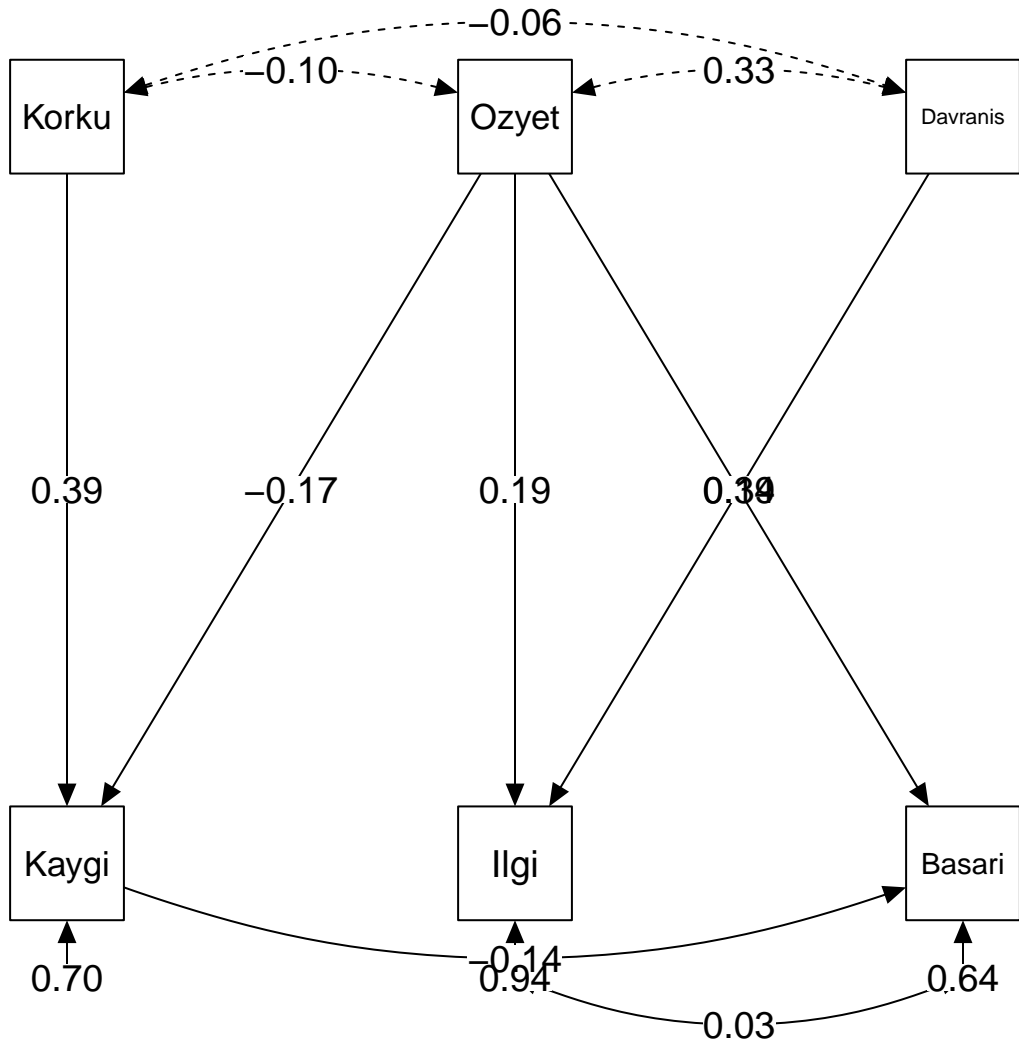 –0.06
–0.10
0.33
Korku
Ozyet
Davranis
0.39
–0.17
0.19
Kaygi
Ilgi
Basari
–0.14
0.70
0.94
0.64
0.03